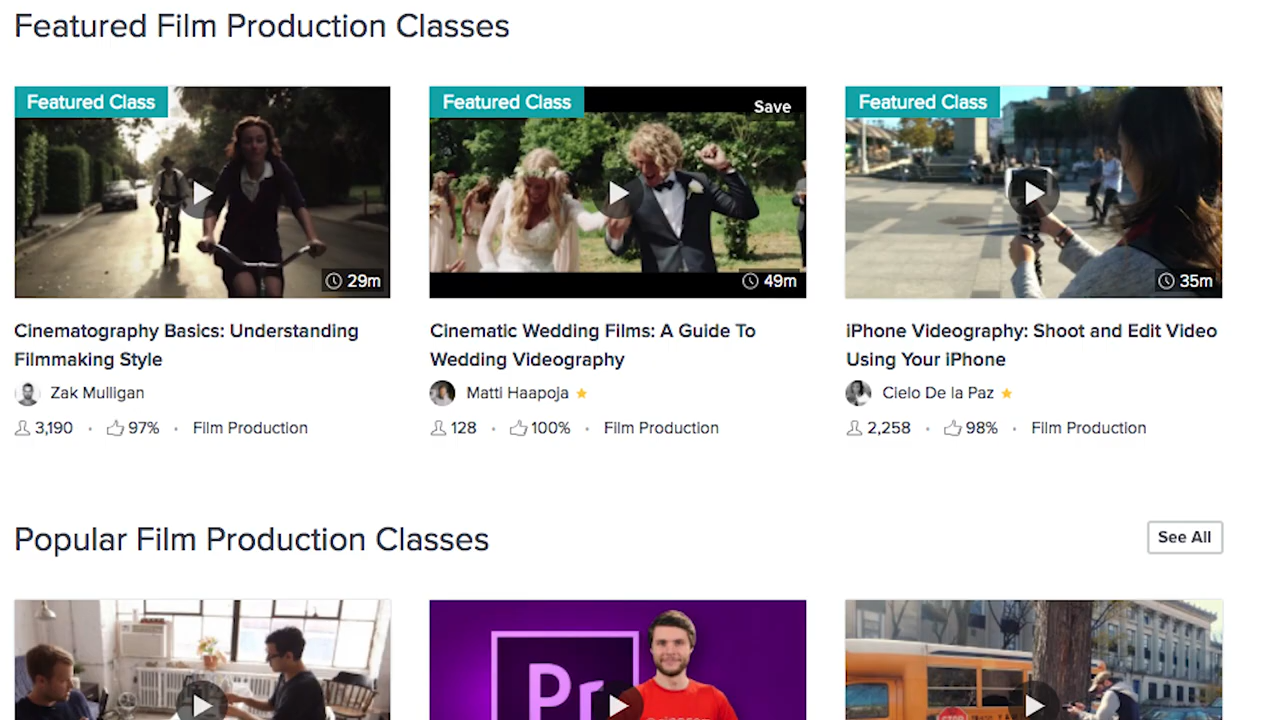 Featured Film Production Classes
Featured Class
Featured Class
Save
Featured Class
29m
49m
35m
Cinematography Basics: Understanding
Filmmaking Style
Zak Mulligan
3,190 · 97% · Film Production
Cinematic Wedding Films: A Guide To
Wedding Videography
Matti Haapoja
128 · 100% · Film Production
iPhone Videography: Shoot and Edit Video
Using Your iPhone
Cielo De la Paz
2,258 · 98% · Film Production
Popular Film Production Classes
See All
Pr